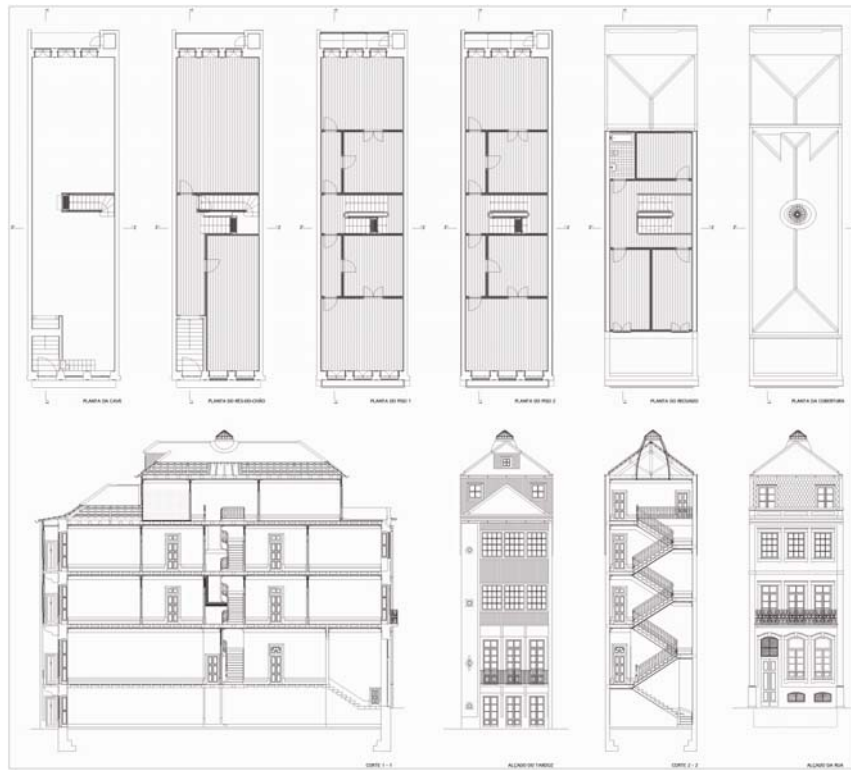 PLANTA DA CAVE
PLANTA DO RÉS-DO-CHÃO
PLANTA DO PISO 1
PLANTA DO PISO 2
PLANTA DO RECUADO
PLANTA DA COBERTURA
CORTE 1 - 1
ALÇADO DO TARDOZ
CORTE 2 - 2
ALÇADO DA RUA